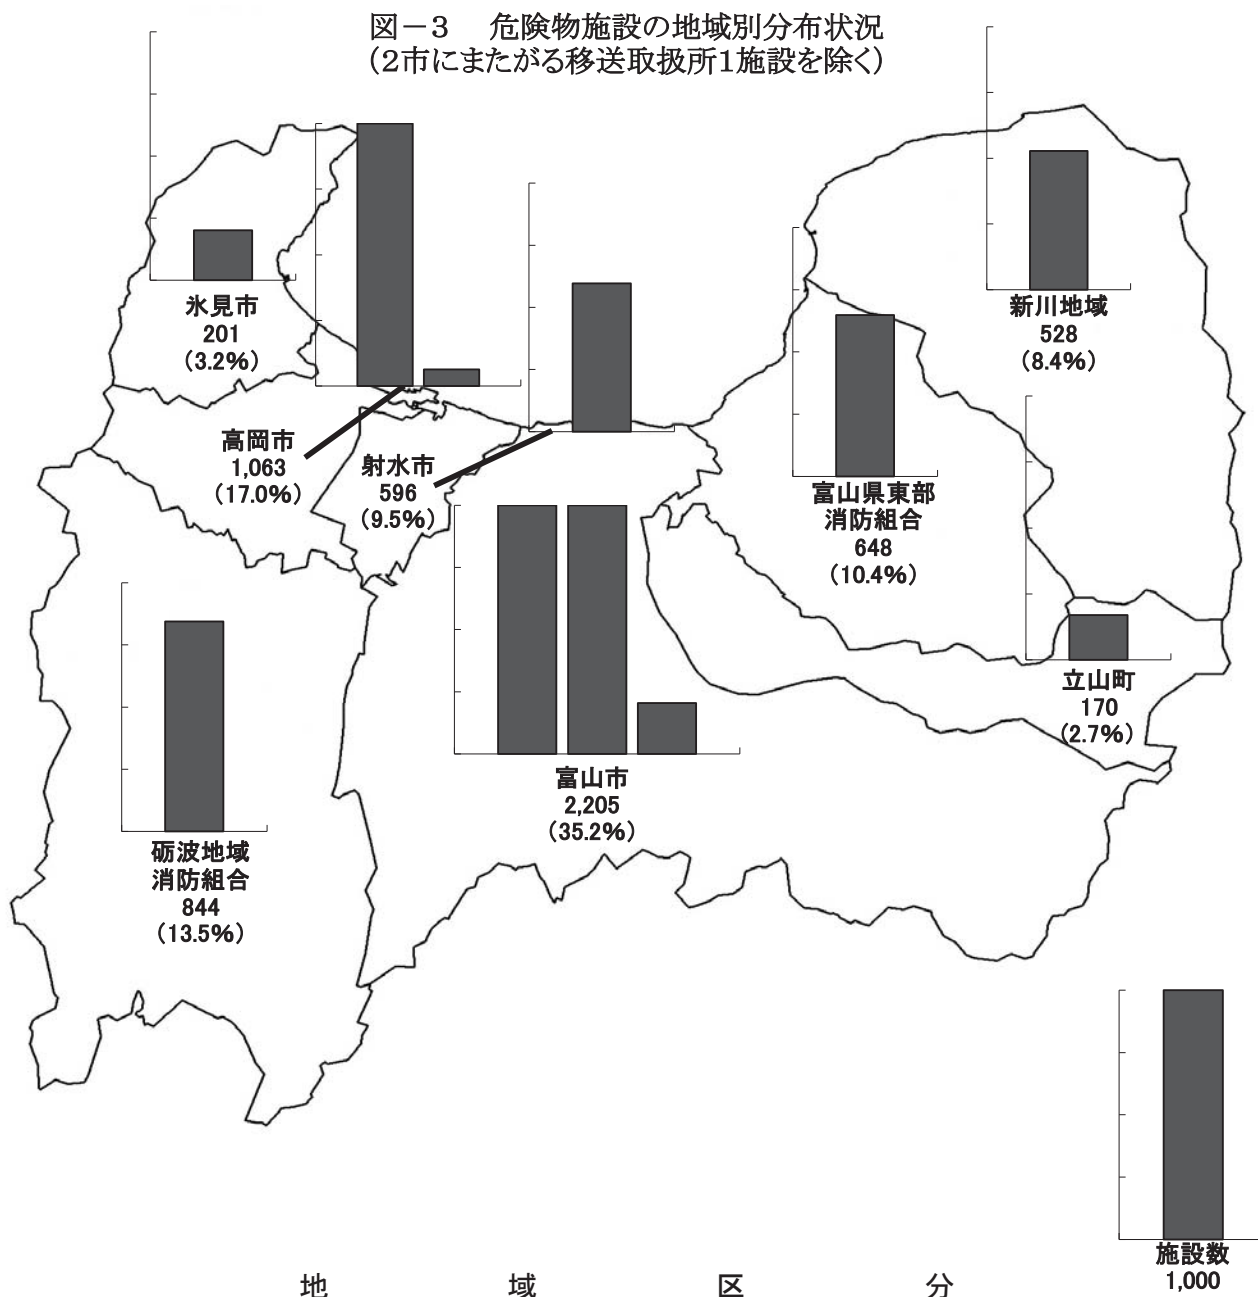 図－３　危険物施設の地域別分布状況
（２市にまたがる移送取扱所１施設を除く）
氷見市
201
（3.2%）
高岡市
1,063
（17.0%）
射水市
596
（9.5%）
新川地域
528
（8.4%）
富山県東部
消防組合
648
（10.4%）
立山町
170
（2.7%）
富山市
2,205
（35.2%）
砺波地域
消防組合
844
（13.5%）
施設数
1,000
地　域　区　分